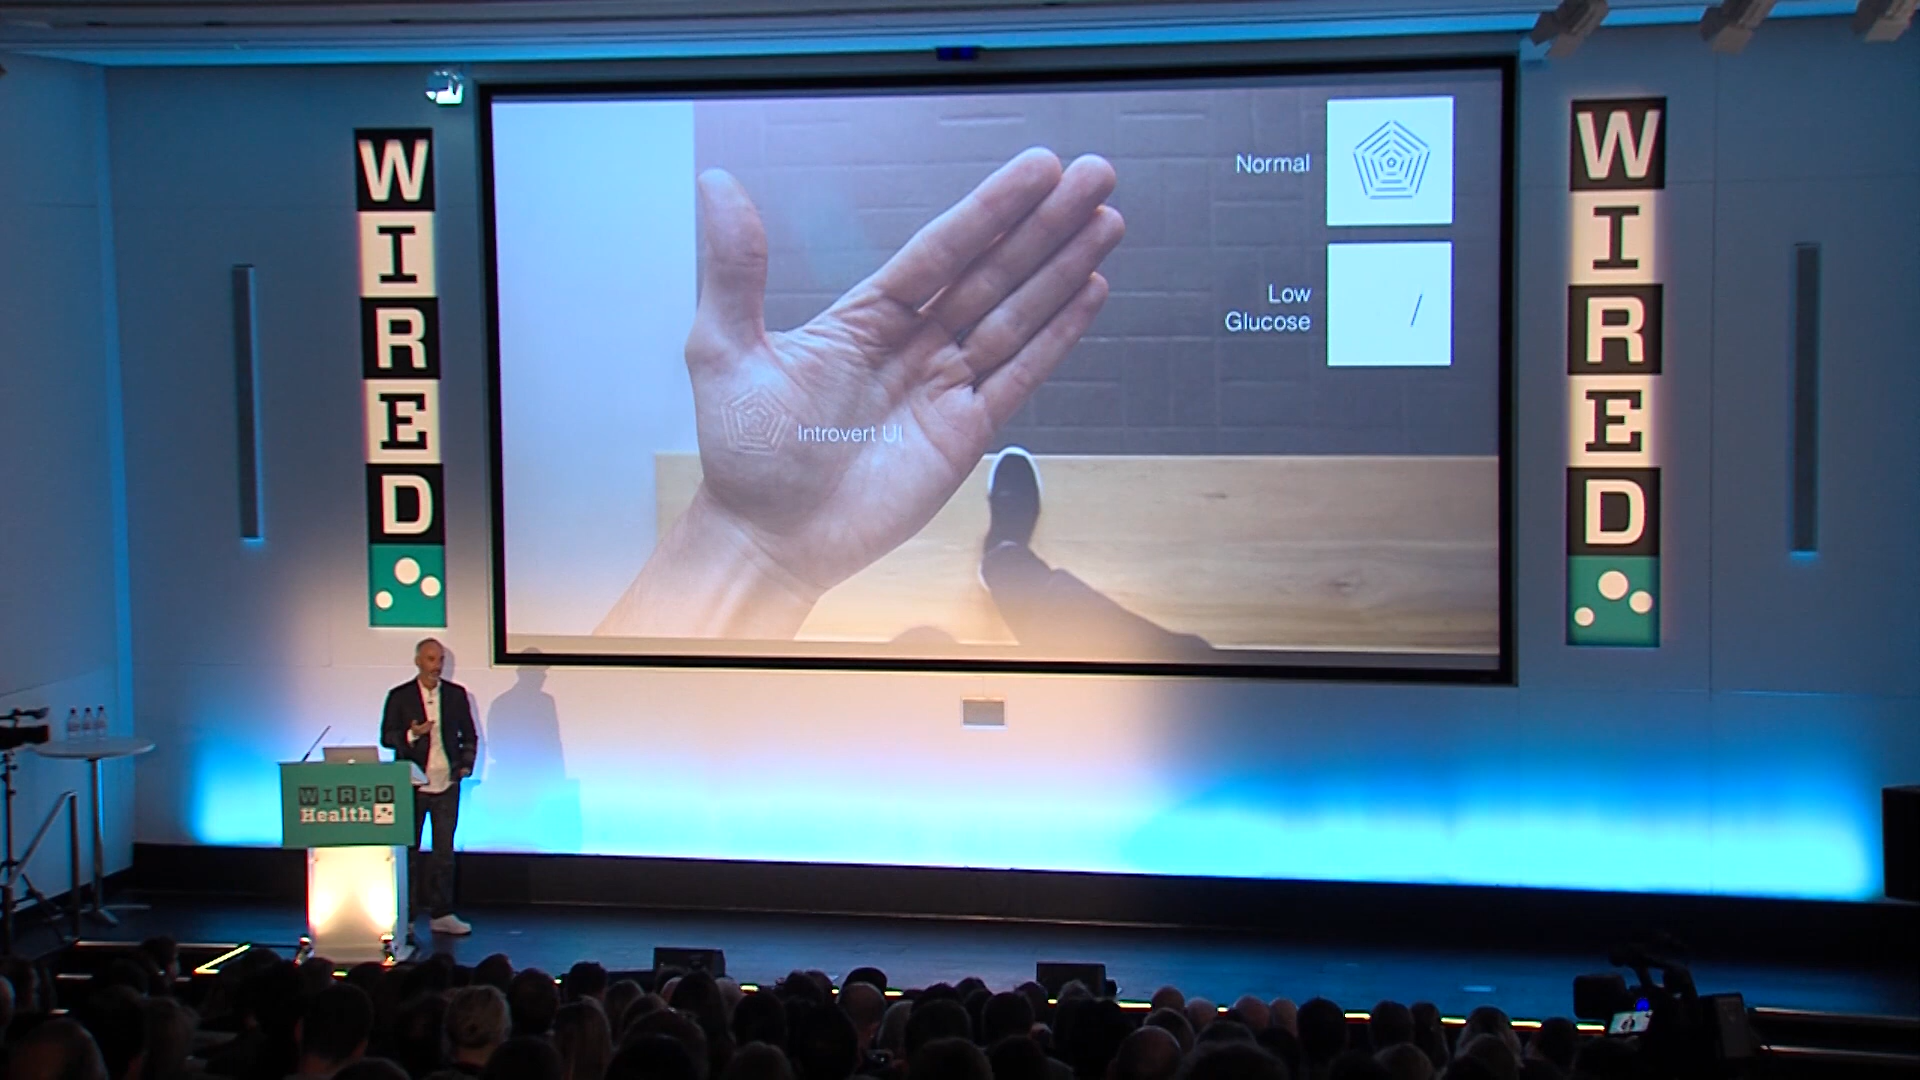 WIRED
Normal
Low
Glucose
Introvert UI
WIRED
WIRED
Health